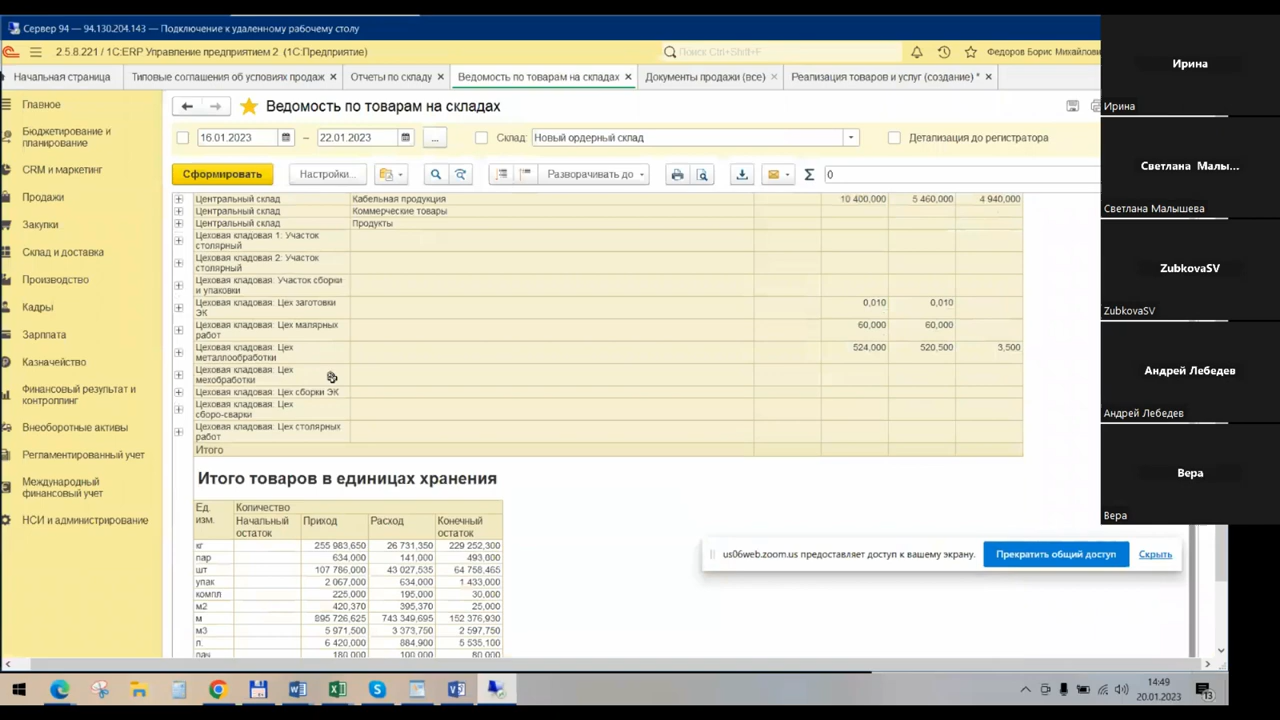 Сервер 94 — 94.130.204.143 — Подключение к удаленному рабочему столу
2.5.8.221 / 1С:ERP Управление предприятием 2 (1С:Предприятие)
Поиск Ctrl+Shift+F
Федоров Борис Михайлови
Начальная страница
Типовые соглашения об условиях продаж ×
Отчеты по складу ×
Ведомость по товарам на складах ×
Документы продажи (все) ×
Реализация товаров и услуг (создание) * ×
Главное
Бюджетирование и
планирование
CRM и маркетинг
Продажи
Закупки
Склад и доставка
Производство
Кадры
Зарплата
Казначейство
Финансовый результат и
контроллинг
Внеоборотные активы
Регламентированный учет
Международный
финансовый учет
НСИ и администрирование
Ведомость по товарам на складах
16.01.2023 – 22.01.2023 ... Склад: Новый ордерный склад Детализация до регистратора
Сформировать Настройки... Разворачивать до Σ 0
Центральный склад Кабельная продукция 10 400,000 5 460,000 4 940,000
Центральный склад Коммерческие товары
Центральный склад Продукты
Цеховая кладовая 1: Участок
столярный
Цеховая кладовая 2: Участок
столярный
Цеховая кладовая: Участок сборки
и упаковки
Цеховая кладовая: Цех заготовки
ЭК 0,010 0,010
Цеховая кладовая: Цех малярных
работ 60,000 60,000
Цеховая кладовая: Цех
металлообработки 524,000 520,500 3,500
Цеховая кладовая: Цех
мехобработки
Цеховая кладовая: Цех сборки ЭК
Цеховая кладовая: Цех
сборо-сварки
Цеховая кладовая: Цех столярных
работ
Итого
Итого товаров в единицах хранения
Ед.
изм. Количество
Начальный
остаток Приход Расход Конечный
остаток
кг 255 983,650 26 731,350 229 252,300
пар 634,000 141,000 493,000
шт 107 786,000 43 027,535 64 758,465
упак 2 067,000 634,000 1 433,000
компл 225,000 195,000 30,000
м2 420,370 395,370 25,000
м 895 726,625 743 349,695 152 376,930
м3 5 971,500 3 373,750 2 597,750
л. 6 420,000 884,900 5 535,100
пач 180,000 100,000 80,000
Ирина
Ирина
Светлана Малы...
Светлана Малышева
ZubkovaSV
ZubkovaSV
Андрей Лебедев
Андрей Лебедев
Вера
Вера
us06web.zoom.us предоставляет доступ к вашему экрану. Прекратить общий доступ Скрыть
14:49
20.01.2023
13